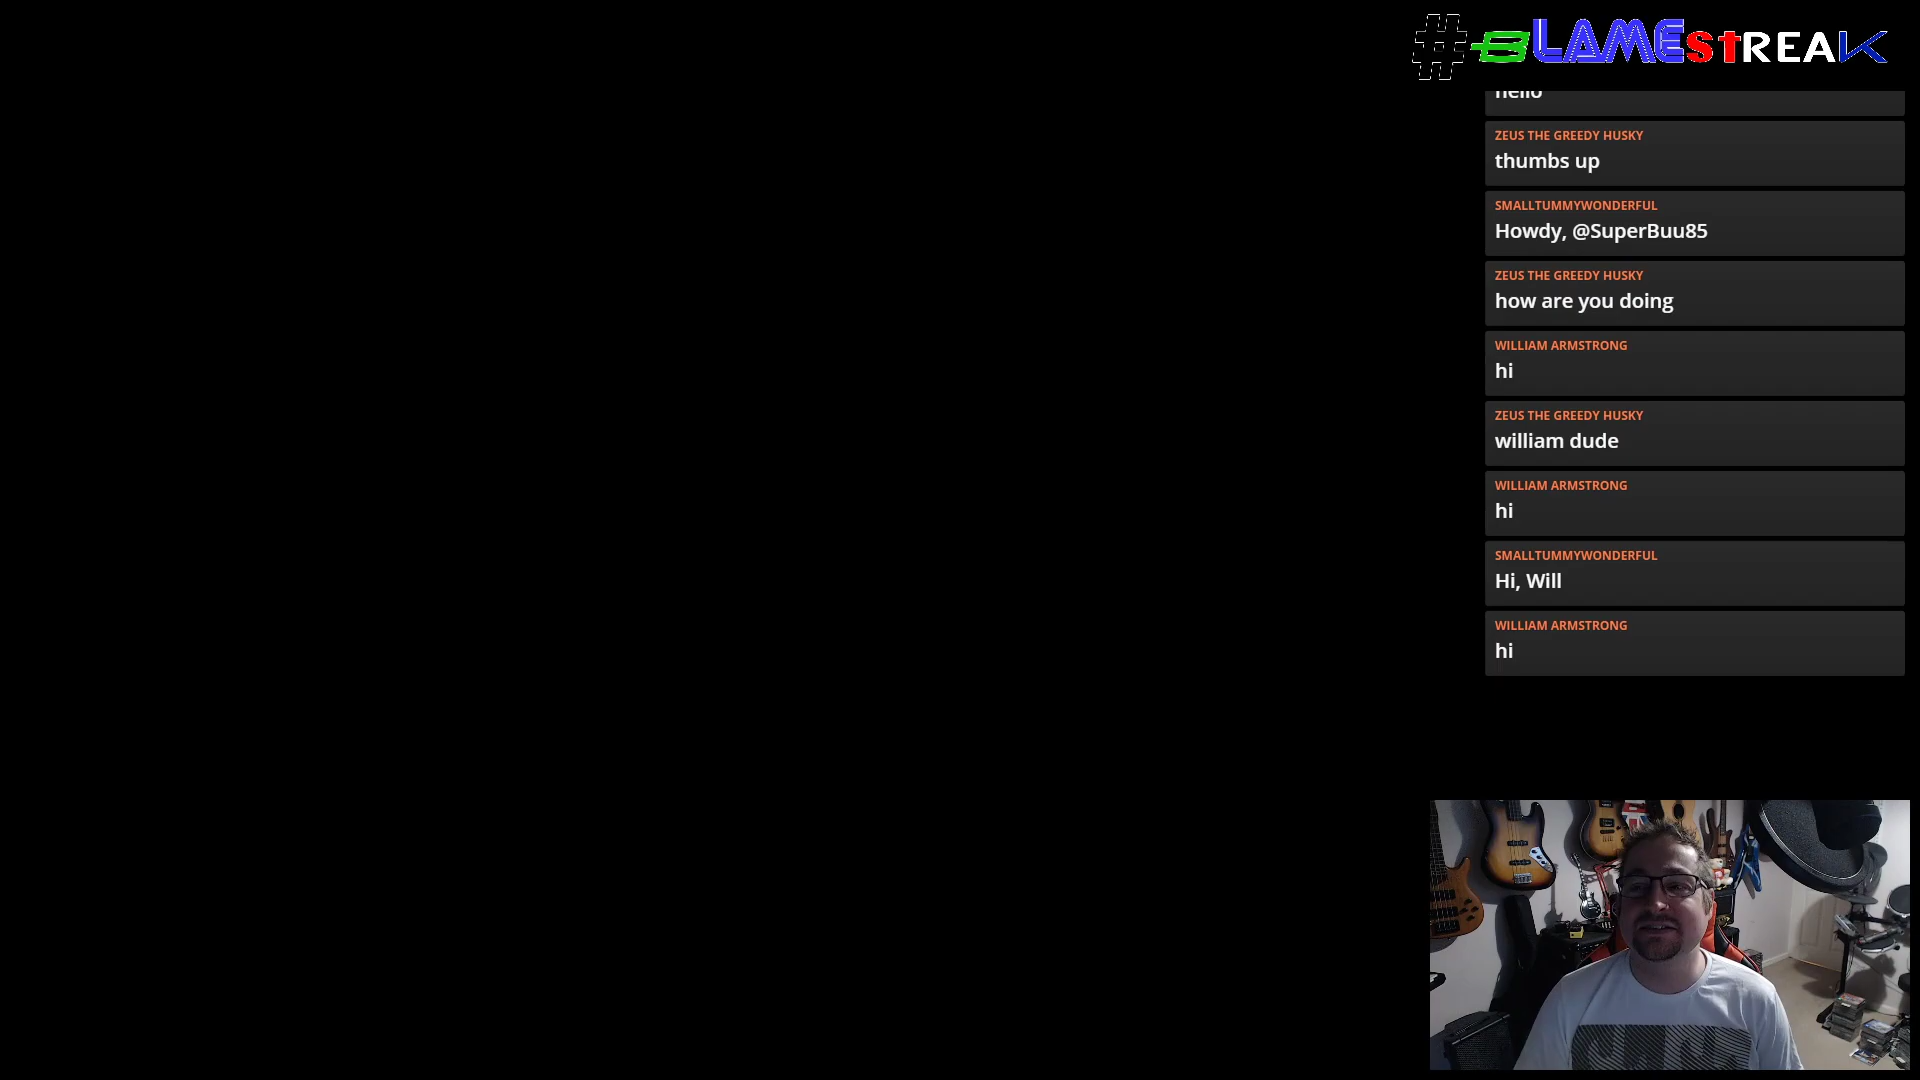 #BLAMEstREAK
hello
ZEUS THE GREEDY HUSKY
thumbs up
SMALLTUMMYWONDERFUL
Howdy, @SuperBuu85
ZEUS THE GREEDY HUSKY
how are you doing
WILLIAM ARMSTRONG
hi
ZEUS THE GREEDY HUSKY
william dude
WILLIAM ARMSTRONG
hi
SMALLTUMMYWONDERFUL
Hi, Will
WILLIAM ARMSTRONG
hi